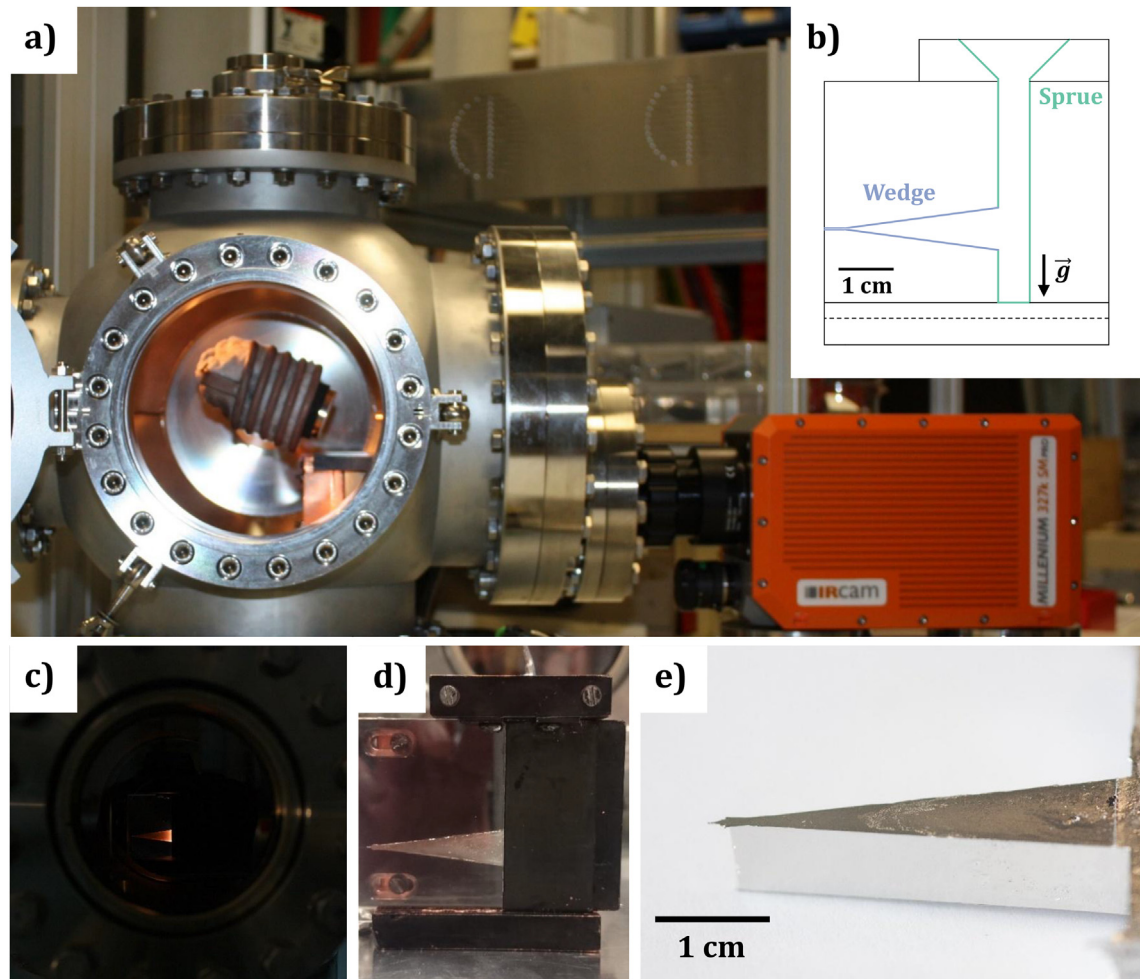 a)
b)
Sprue
Wedge
1 cm
g
IRcam
MILLENIUM 327k SM PRO
c)
d)
e)
1 cm